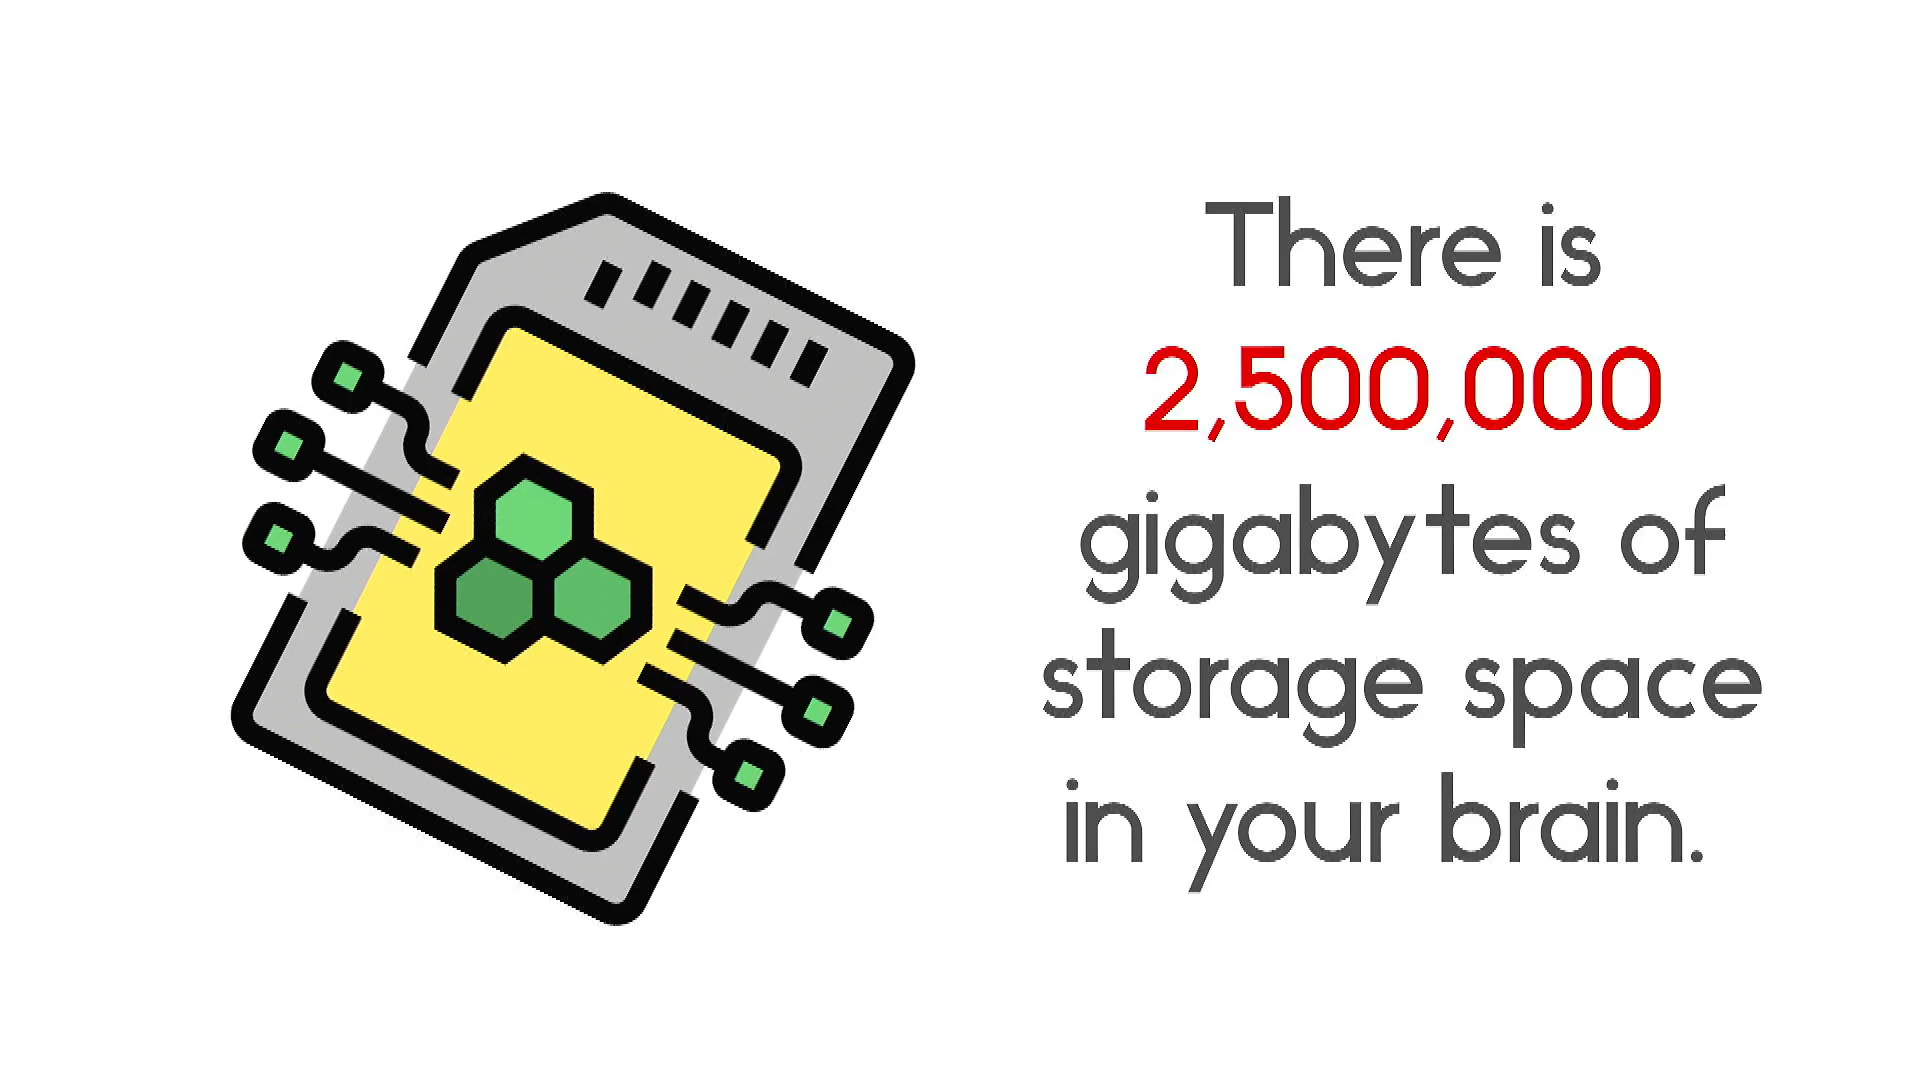 There is
2,500,000
gigabytes of
storage space
in your brain.